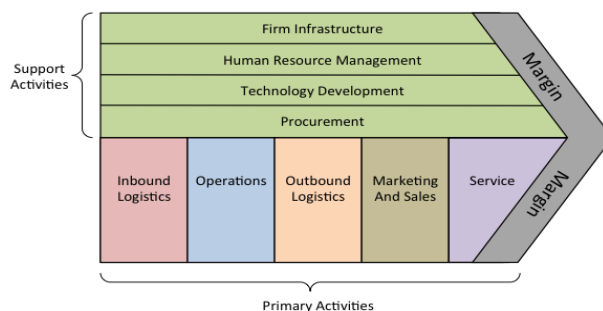 Firm Infrastructure
Human Resource Management
Support
Activities
Technology Development
Procurement
Margin
Inbound
Logistics
Operations
Outbound
Logistics
Marketing
And Sales
Service
Margin
Primary Activities